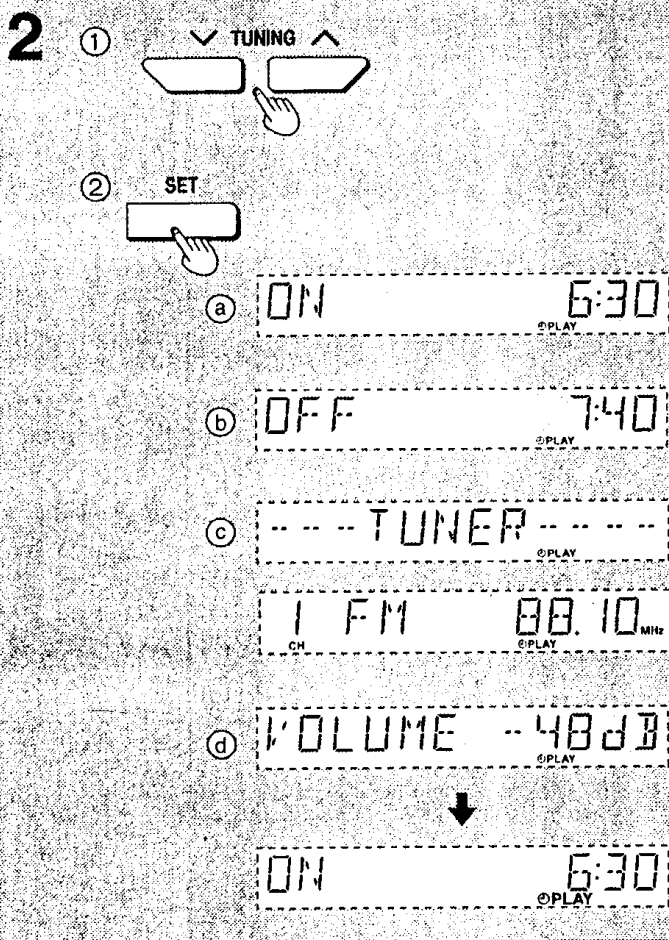 2 ① ∨ TUNING ∧
② SET
ⓐ ON 6:30
PLAY
ⓑ OFF 7:40
PLAY
ⓒ - - - - TUNER - - - - -
PLAY
1 FM 88.10 MHz
CH PLAY
ⓓ VOLUME -48dB
PLAY
ON 6:30
PLAY